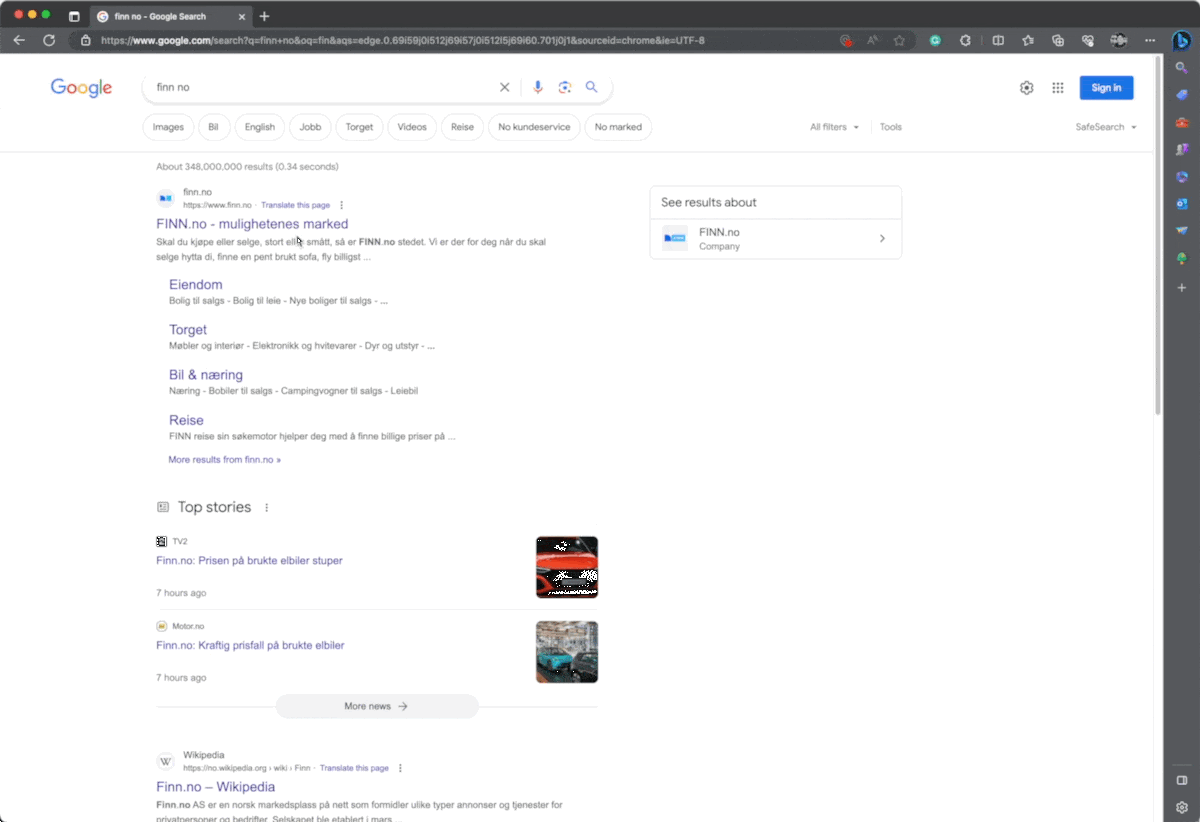 finn no - Google Search
https://www.google.com/search?q=finn+no&oq=fin&aqs=edge.0.69i59j0i512j69i57j0i512l5j69i60.701j0j1&sourceid=chrome&ie=UTF-8
Google
finn no
Sign in
Images
Bil
English
Jobb
Torget
Videos
Reise
No kundeservice
No marked
All filters
Tools
SafeSearch
About 348,000,000 results (0.34 seconds)
finn.no
https://www.finn.no · Translate this page
FINN.no - mulighetenes marked
Skal du kjøpe eller selge, stort eller smått, så er FINN.no stedet. Vi er der for deg når du skal
selge hytta di, finne en pent brukt sofa, fly billigst ...
Eiendom
Bolig til salgs - Bolig til leie - Nye boliger til salgs - ...
Torget
Møbler og interiør - Elektronikk og hvitevarer - Dyr og utstyr - ...
Bil & næring
Næring - Bobiler til salgs - Campingvogner til salgs - Leiebil
Reise
FINN reise sin søkemotor hjelper deg med å finne billige priser på ...
More results from finn.no »
See results about
FINN.no
Company
Top stories
TV2
Finn.no: Prisen på brukte elbiler stuper
7 hours ago
Motor.no
Finn.no: Kraftig prisfall på brukte elbiler
7 hours ago
More news
W
Wikipedia
https://no.wikipedia.org › wiki › Finn · Translate this page
Finn.no – Wikipedia
Finn.no AS er en norsk markedsplass på nett som formidler ulike typer annonser og tjenester for
privatpersoner og bedrifter. Selskapet ble etablert i mars...